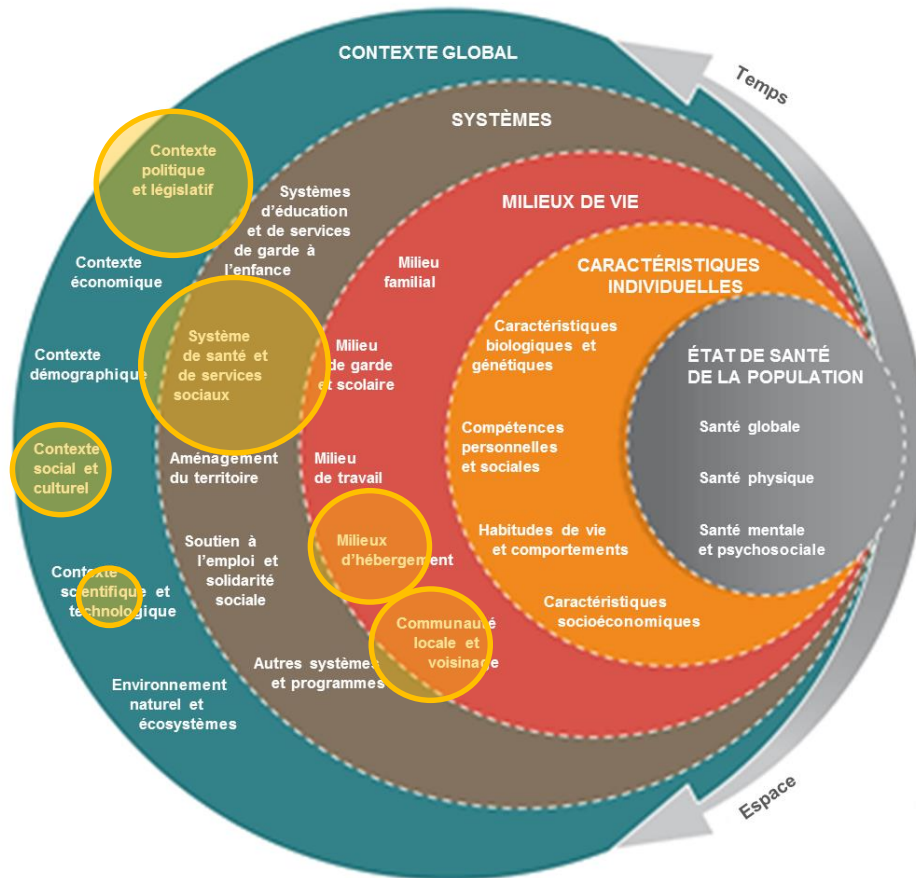 CONTEXTE GLOBAL
Temps
SYSTÈMES
Contexte
politique
et législatif
Systèmes
d'éducation
et de services
de garde à
l'enfance
MILIEUX DE VIE
Contexte
économique
Milieu
familial
CARACTÉRISTIQUES
INDIVIDUELLES
Contexte
démographique
Système
de santé et
de services
sociaux
Milieu
de garde
et scolaire
Caractéristiques
biologiques et
génétiques
ÉTAT DE SANTÉ
DE LA POPULATION
Contexte
social et
culturel
Aménagement
du territoire
Milieu
de travail
Compétences
personnelles
et sociales
Santé globale
Santé physique
Contexte
scientifique et
technologique
Soutien à
l'emploi et
solidarité
sociale
Milieux
d'hébergement
Habitudes de vie
et comportements
Santé mentale
et psychosociale
Communauté
locale et
voisinage
Caractéristiques
socioéconomiques
Environnement
naturel et
écosystèmes
Autres systèmes
et programmes
Espace